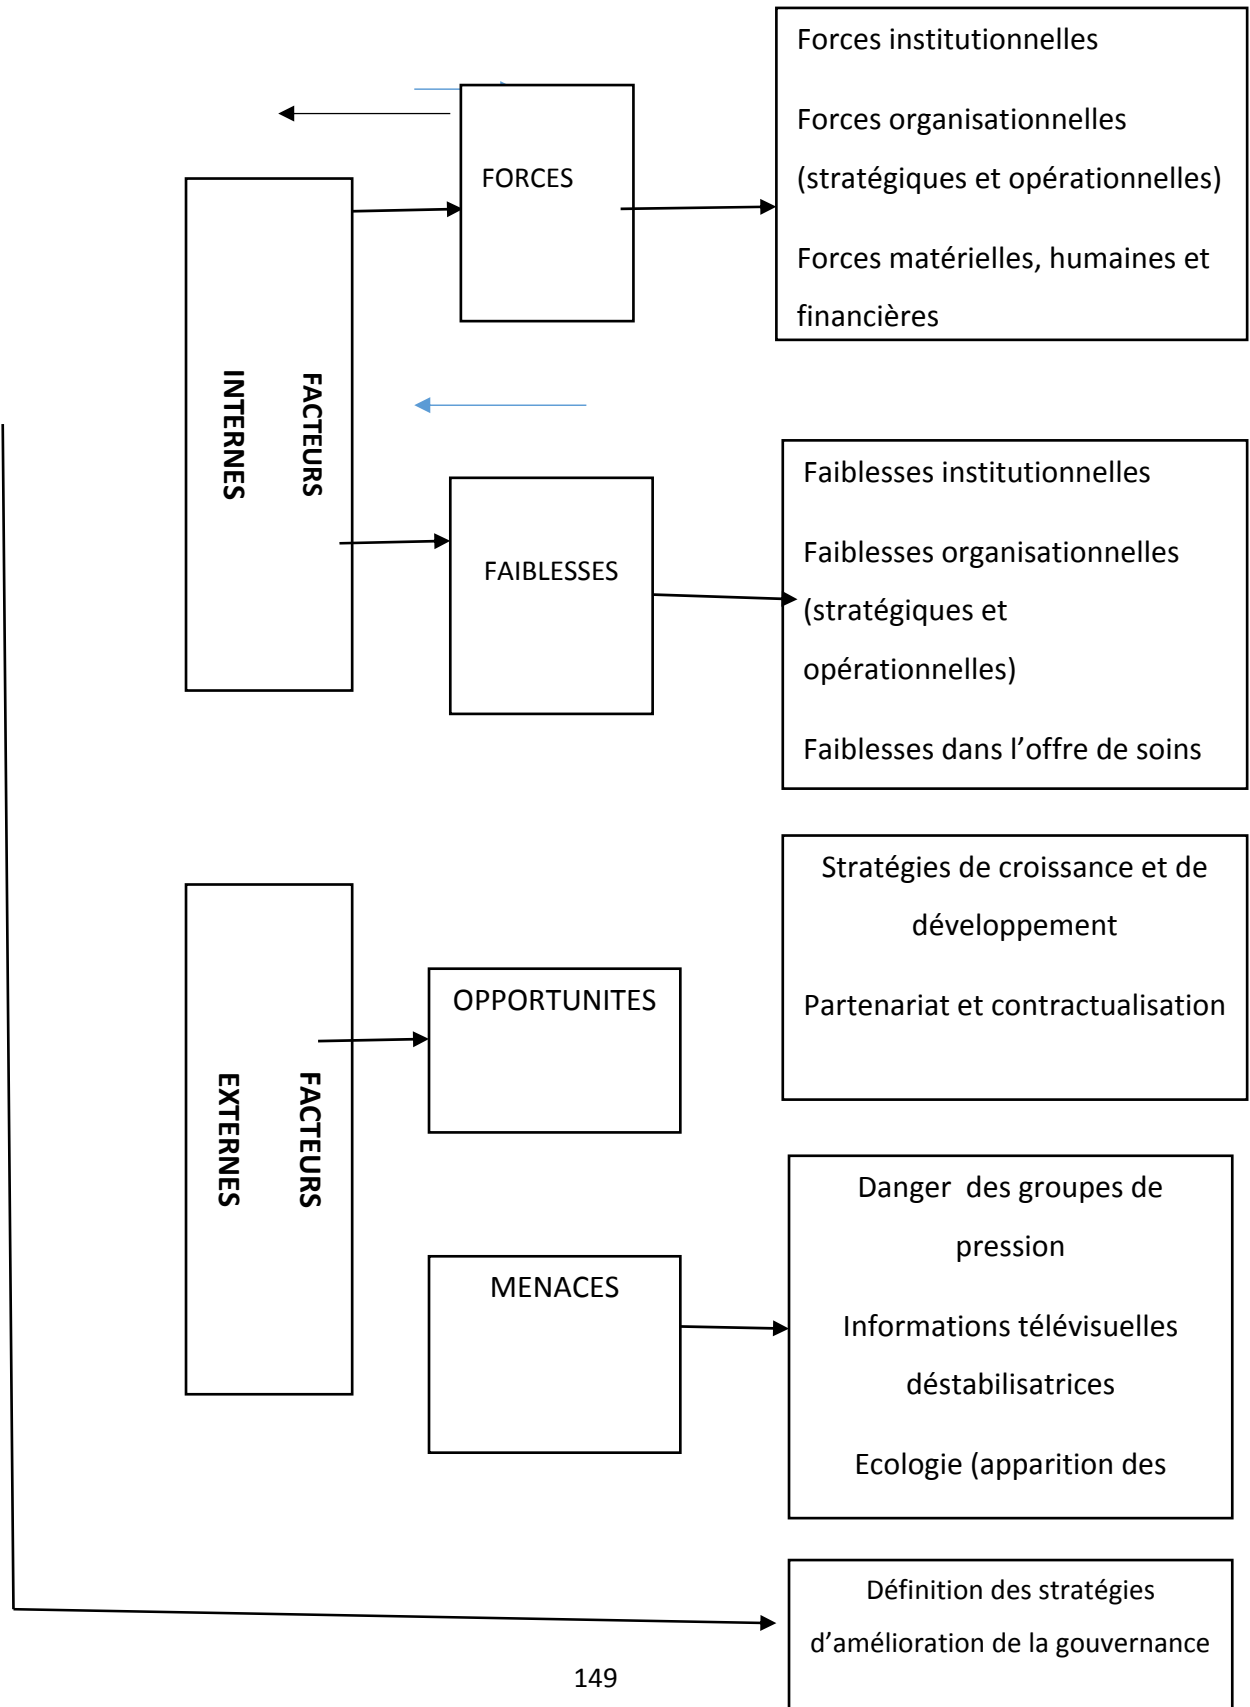 Forces institutionnelles
Forces organisationnelles
(stratégiques et opérationnelles)
Forces matérielles, humaines et
financières
FORCES
FACTEURS
INTERNES
FAIBLESSES
Faiblesses institutionnelles
Faiblesses organisationnelles
(stratégiques et
opérationnelles)
Faiblesses dans l’offre de soins
Stratégies de croissance et de
développement
Partenariat et contractualisation
OPPORTUNITES
FACTEURS
EXTERNES
MENACES
Danger  des groupes de
pression
Informations télévisuelles
déstabilisatrices
Ecologie (apparition des
Définition des stratégies
d’amélioration de la gouvernance
149